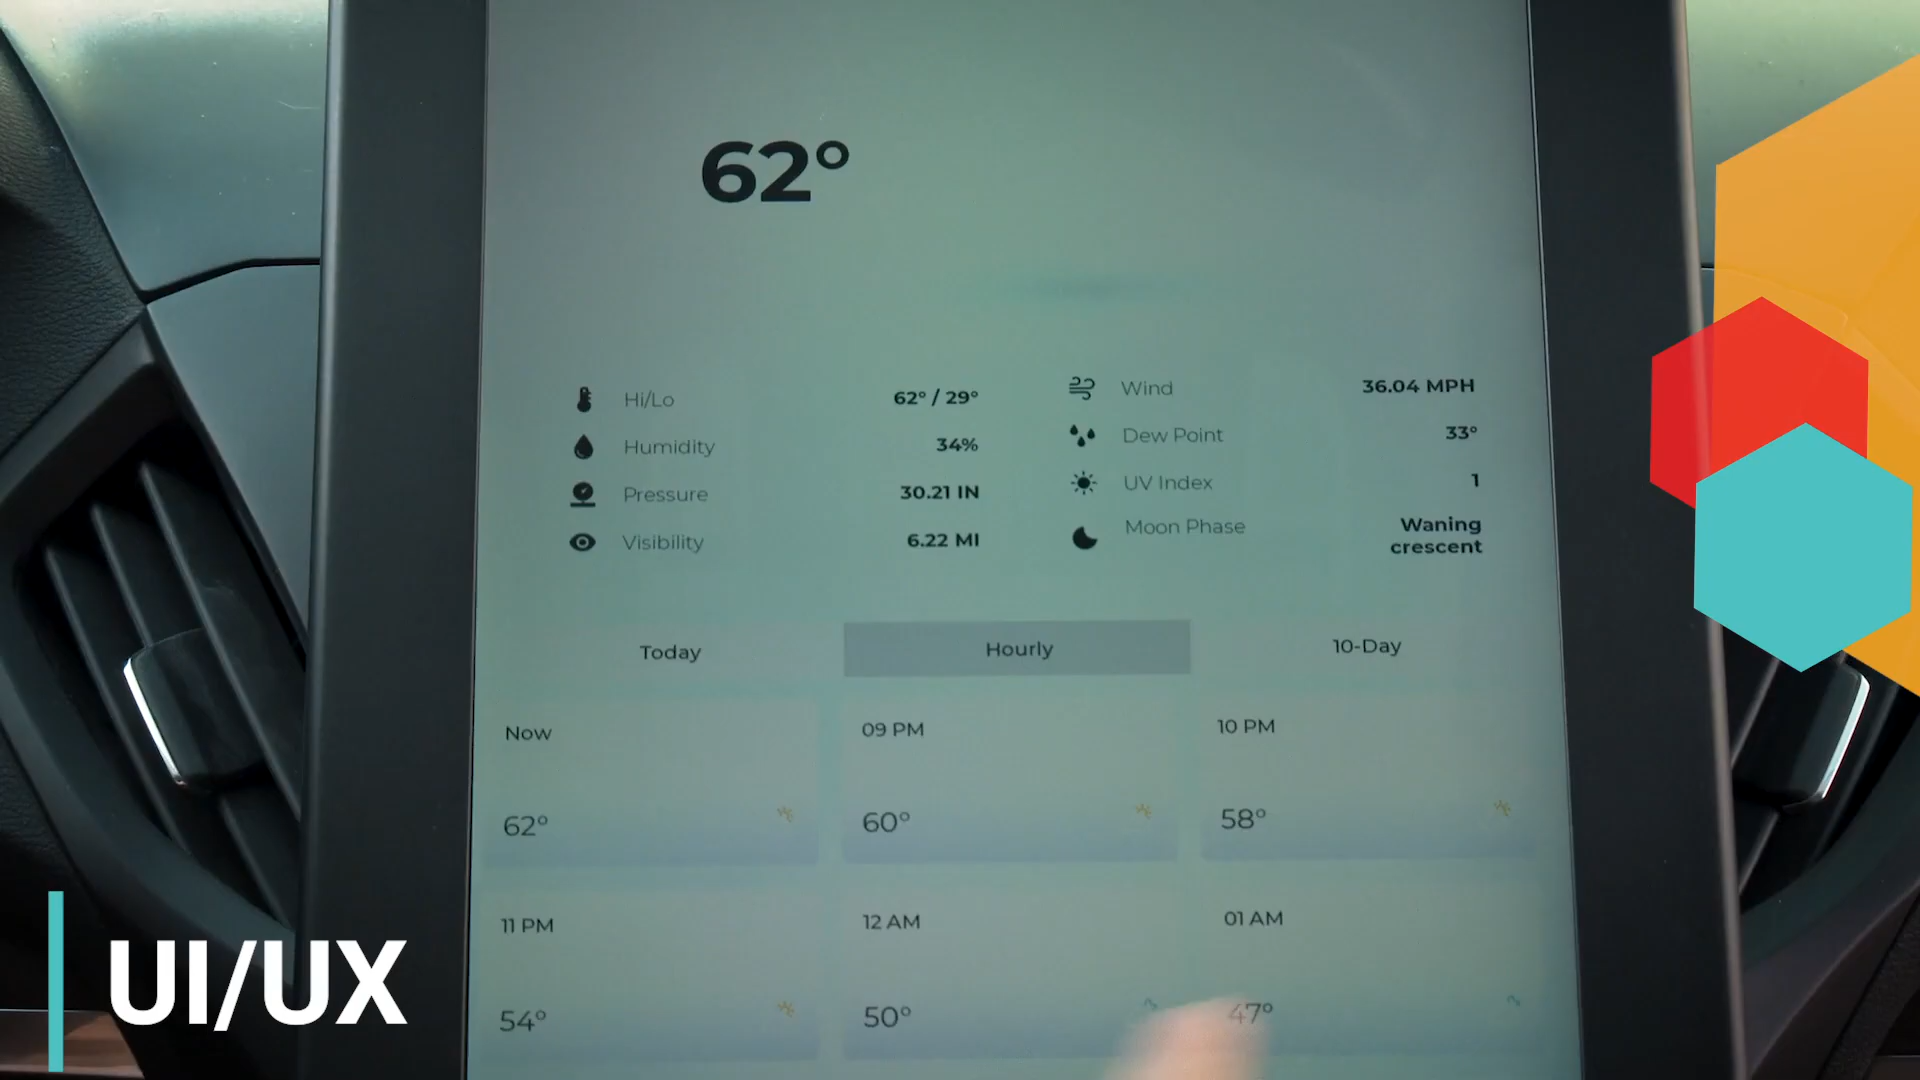 62°
Hi/Lo 62° / 29°
Humidity 34%
Pressure 30.21 IN
Visibility 6.22 MI
Wind 36.04 MPH
Dew Point 33°
UV Index 1
Moon Phase Waning
crescent
Today Hourly 10-Day
Now 09 PM 10 PM
62° 60° 58°
11 PM 12 AM 01 AM
54° 50° 47°
UI/UX